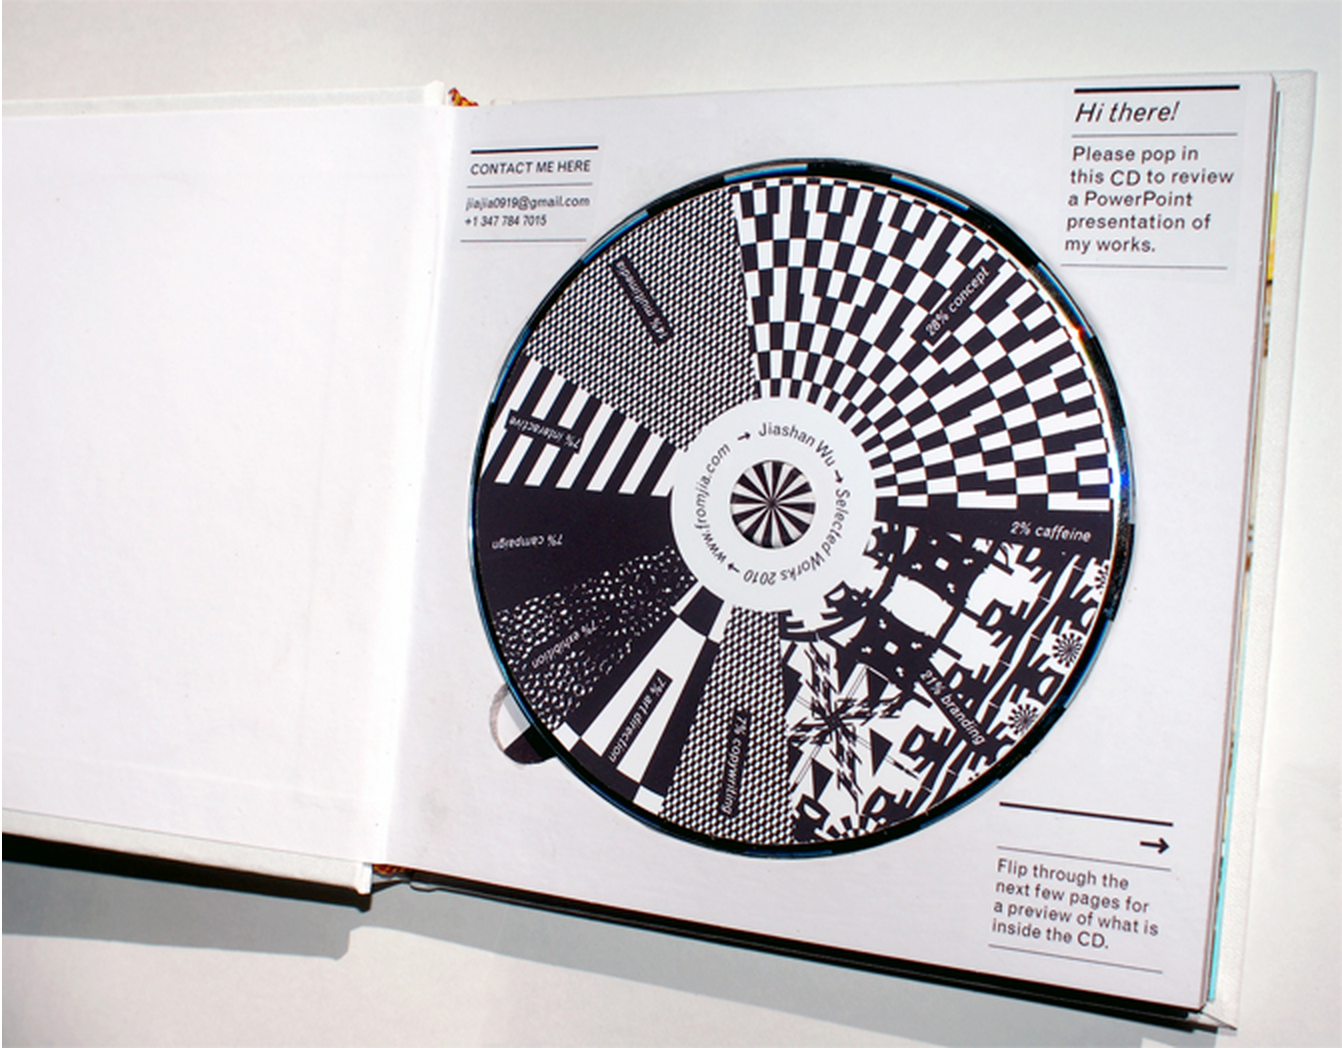 CONTACT ME HERE
jiajia0919@gmail.com
+1 347 784 7015
Hi there!
Please pop in
this CD to review
a PowerPoint
presentation of
my works.
14% multimedia
28% concept
7% interactive
2% caffeine
7% campaign
7% exhibition
21% branding
7% art direction
7% copywriting
→ Jiashan Wu → Selected Works 2010 → www.fromjia.com
→
Flip through the
next few pages for
a preview of what is
inside the CD.